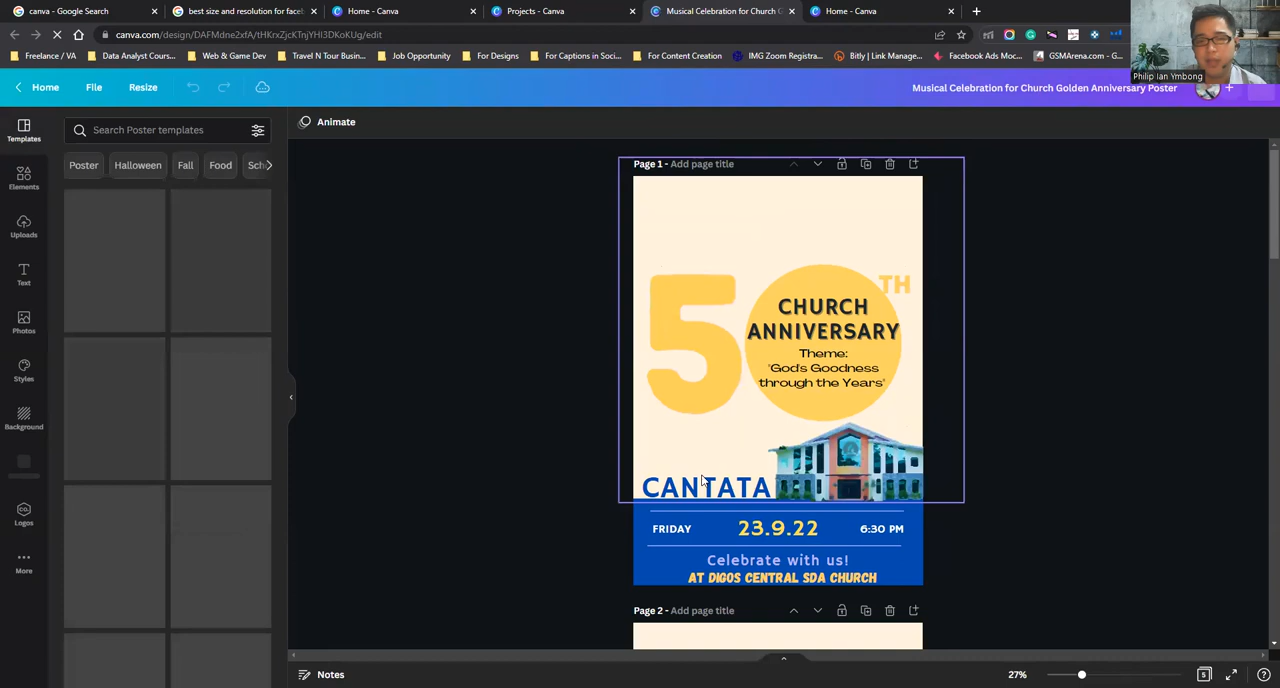 canva - Google Search
best size and resolution for face
Home - Canva
Projects - Canva
Musical Celebration for Church G
Home - Canva
canva.com/design/DAFMdne2xfA/tHKrxZjcKTnjYHI3DKoKUg/edit
Freelance / VA
Data Analyst Cours...
Web & Game Dev
Travel N Tour Busin...
Job Opportunity
For Designs
For Captions in Soci...
For Content Creation
IMG Zoom Registra...
Bitly | Link Manage...
Facebook Ads Moc...
GSMArena.com - G...
Philip Ian Ymbong
Home
File
Resize
Musical Celebration for Church Golden Anniversary Poster
Templates
Search Poster templates
Animate
Poster
Halloween
Fall
Food
Sch
Elements
Uploads
Text
Photos
Styles
Background
Logos
More
Page 1 - Add page title
50TH
CHURCH
ANNIVERSARY
Theme:
"God's Goodness
through the Years"
CANTATA
FRIDAY
23.9.22
6:30 PM
Celebrate with us!
AT DIGOS CENTRAL SDA CHURCH
Page 2 - Add page title
Notes
27%
5